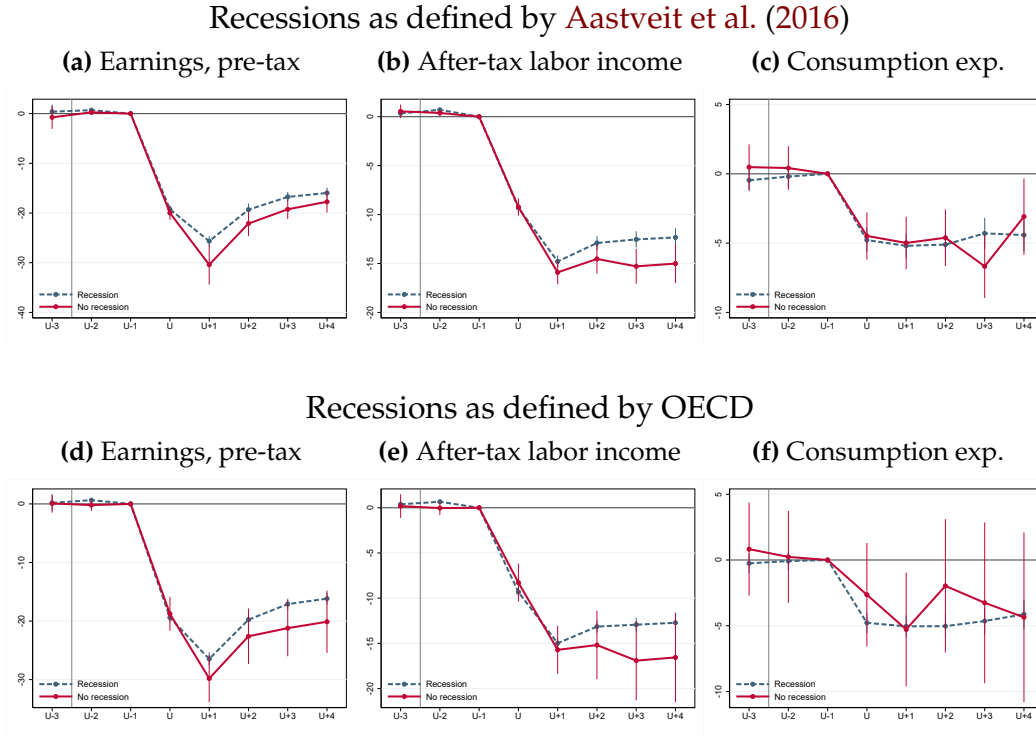 Recessions as defined by Aastveit et al. (2016)
(a) Earnings, pre-tax
(b) After-tax labor income
(c) Consumption exp.
0
-10
-20
-30
-40
Recession
No recession
U-3 U-2 U-1 U U+1 U+2 U+3 U+4
0
-5
-10
-15
-20
Recession
No recession
U-3 U-2 U-1 U U+1 U+2 U+3 U+4
5
0
-5
-10
Recession
No recession
U-3 U-2 U-1 U U+1 U+2 U+3 U+4
Recessions as defined by OECD
(d) Earnings, pre-tax
(e) After-tax labor income
(f) Consumption exp.
0
-10
-20
-30
Recession
No recession
U-3 U-2 U-1 U U+1 U+2 U+3 U+4
0
-5
-10
-15
-20
Recession
No recession
U-3 U-2 U-1 U U+1 U+2 U+3 U+4
5
0
-5
-10
Recession
No recession
U-3 U-2 U-1 U U+1 U+2 U+3 U+4